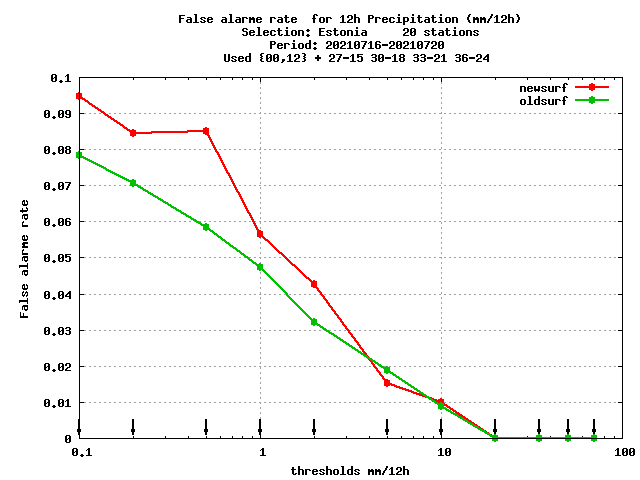 False alarme rate  for 12h Precipitation (mm/12h)
Selection: Estonia     20 stations
Period: 20210716-20210720
Used {00,12} + 27-15 30-18 33-21 36-24
newsurf
oldsurf
0.1
0.09
0.08
0.07
0.06
0.05
0.04
0.03
0.02
0.01
0
False alarme rate
0.1 1 10 100
thresholds mm/12h